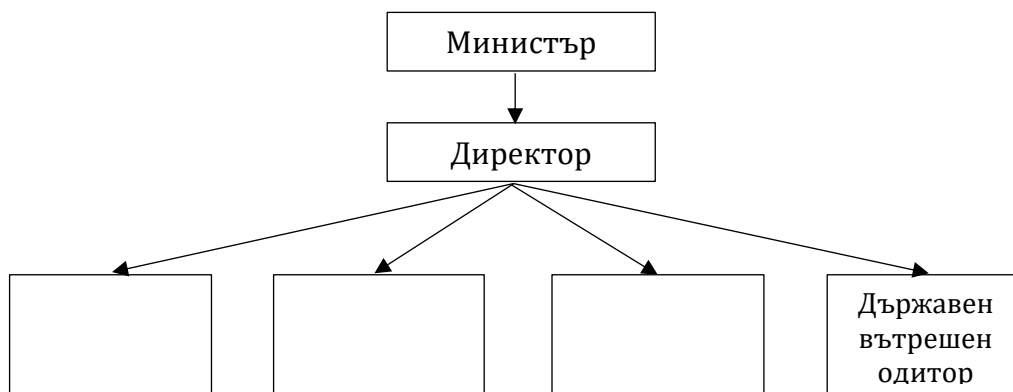 Министър
Директор
Държавен
вътрешен
одитор